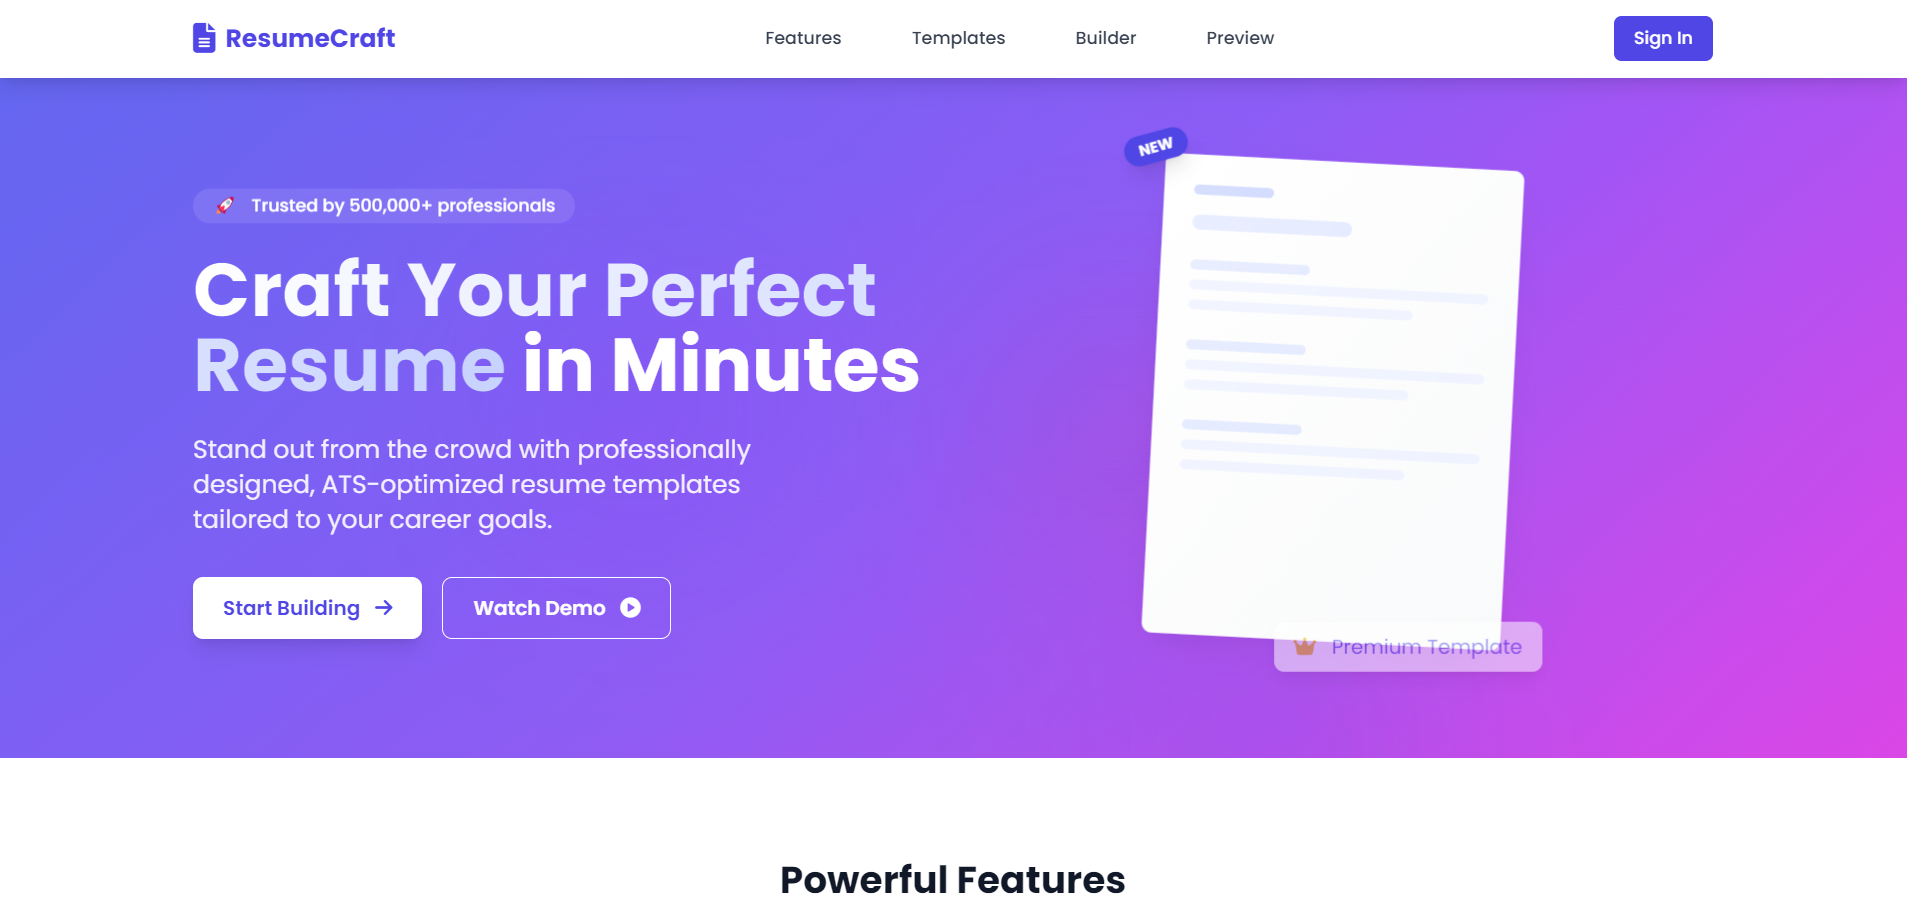 ResumeCraft
Features
Templates
Builder
Preview
Sign In
🚀 Trusted by 500,000+ professionals
Craft Your Perfect
Resume in Minutes
Stand out from the crowd with professionally
designed, ATS-optimized resume templates
tailored to your career goals.
Start Building
Watch Demo
NEW
Premium Template
Powerful Features